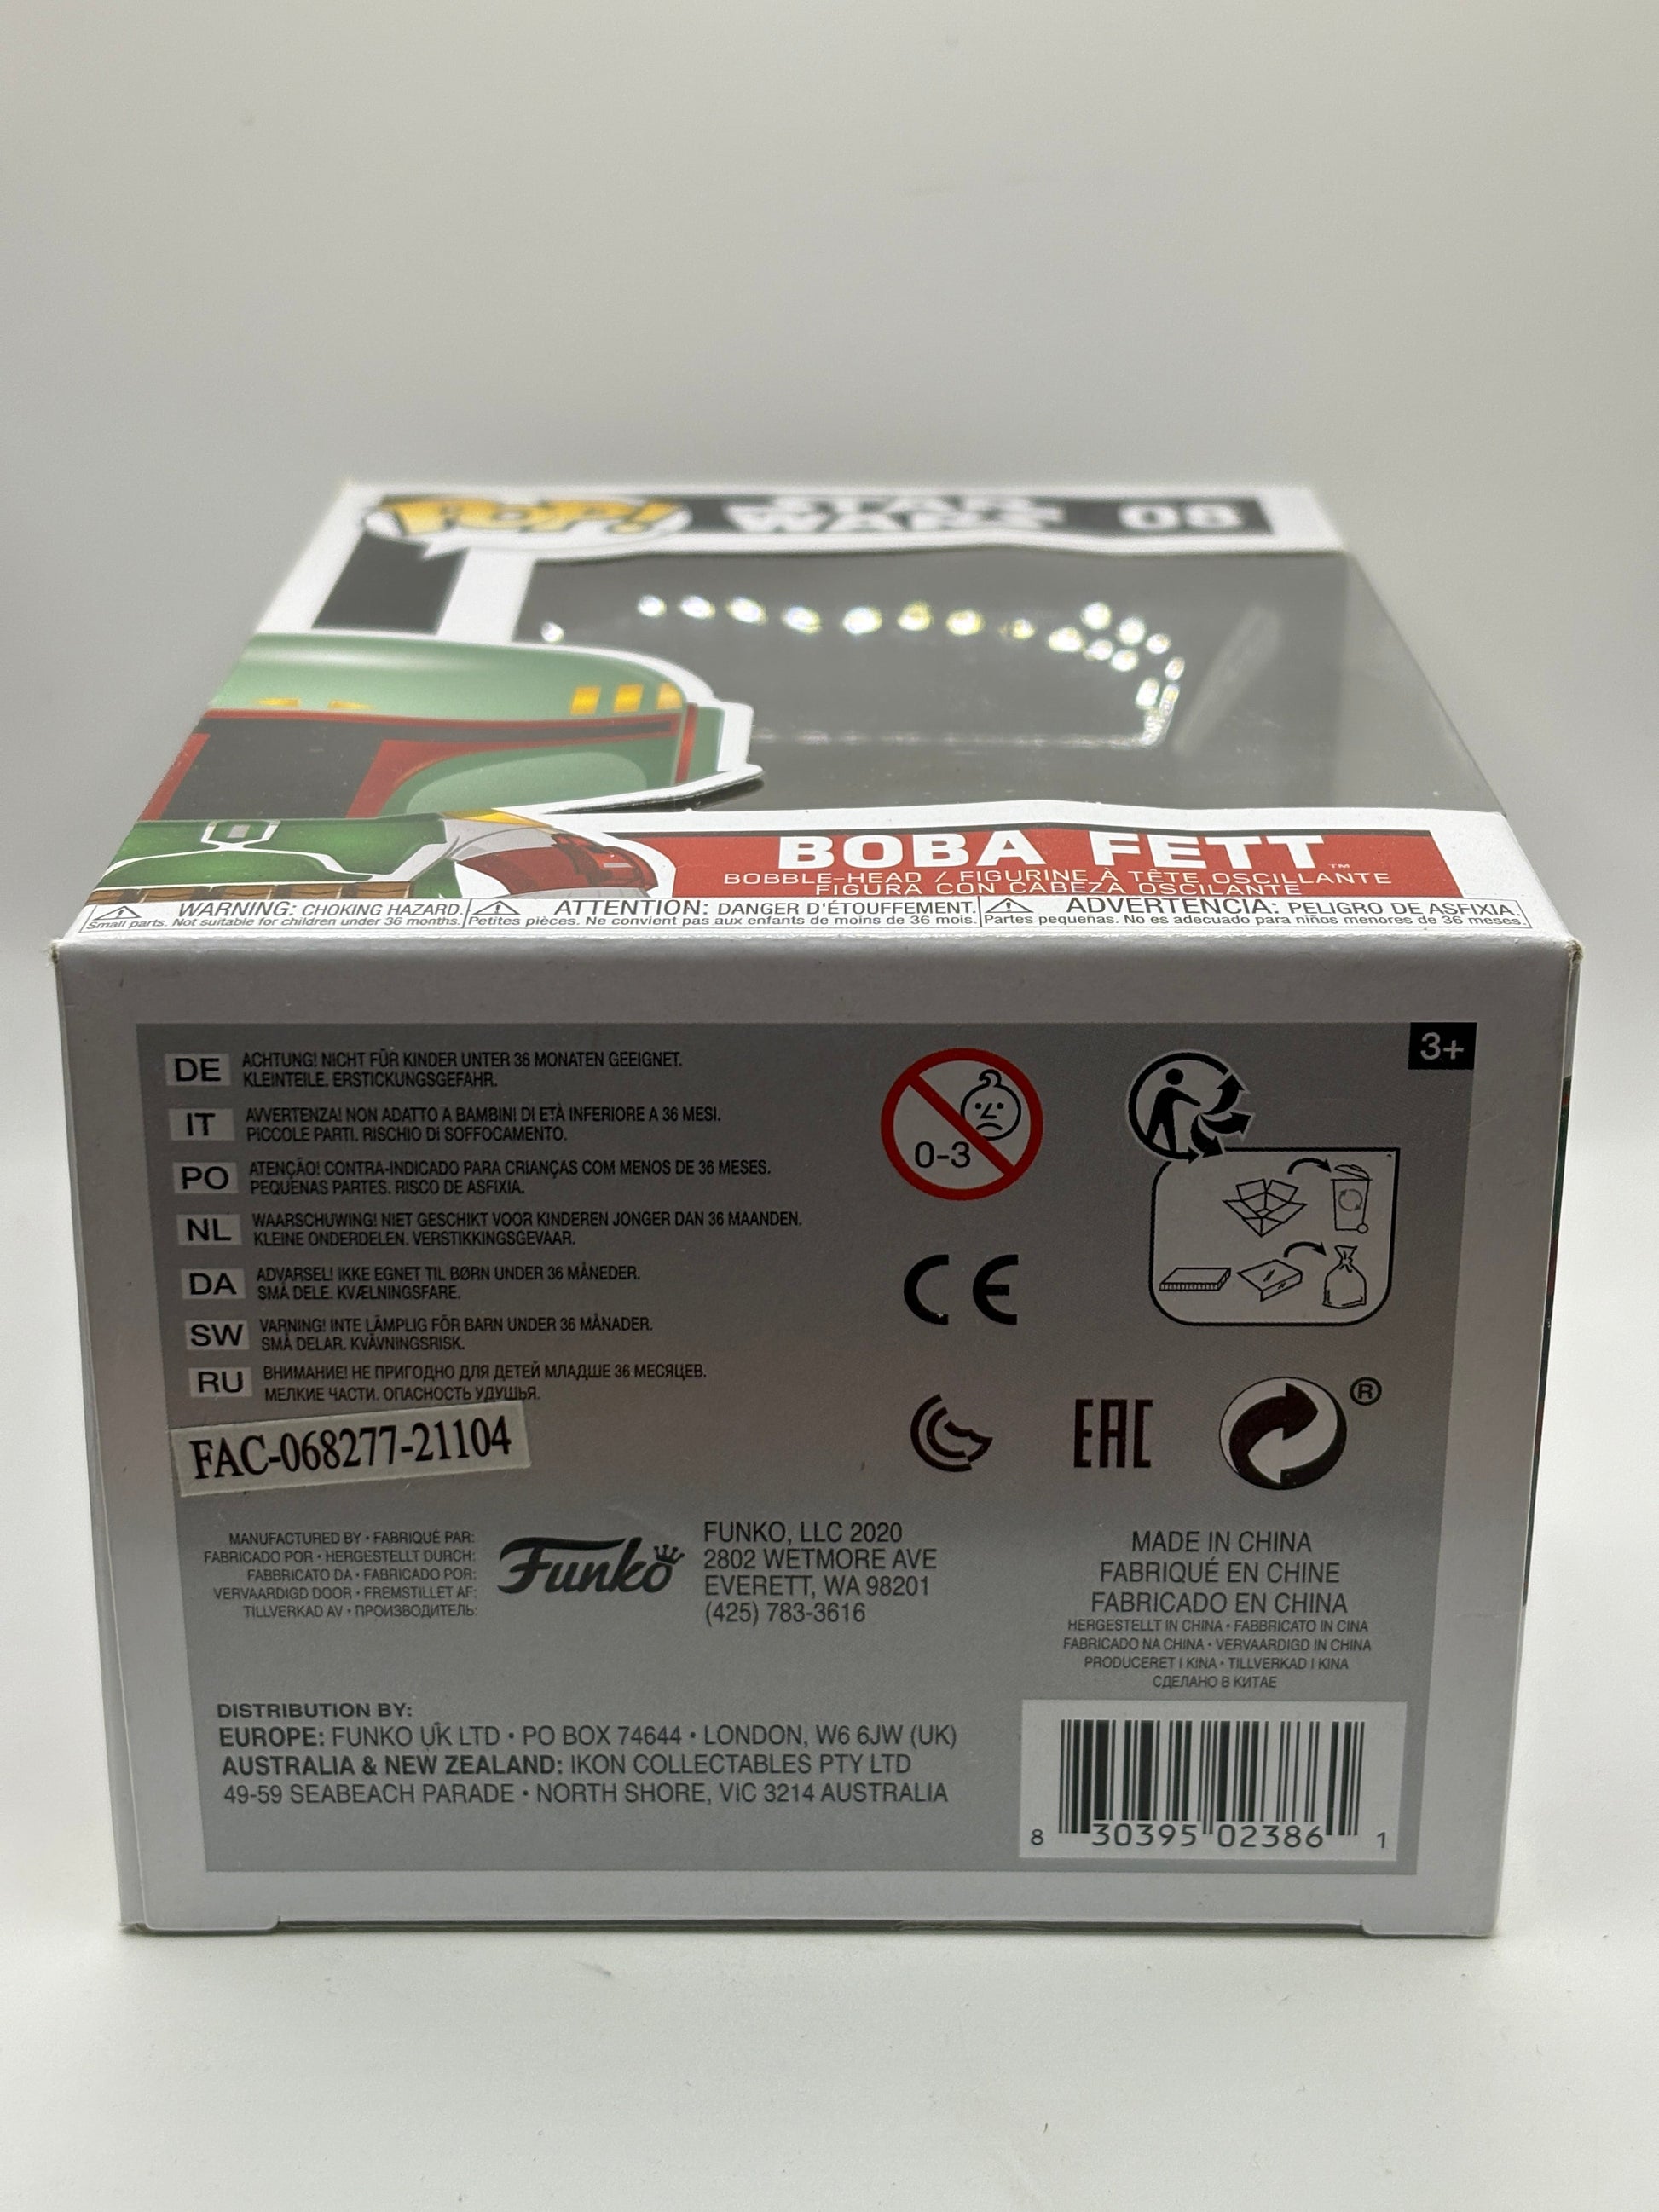 POP! STAR WARS 08
BOBA FETT™
BOBBLE-HEAD / FIGURINE À TÊTE OSCILLANTE
FIGURA CON CABEZA OSCILANTE
WARNING: CHOKING HAZARD.
Small parts. Not suitable for children under 36 months.
ATTENTION: DANGER D'ÉTOUFFEMENT.
Petites pièces. Ne convient pas aux enfants de moins de 36 mois.
ADVERTENCIA: PELIGRO DE ASFIXIA.
Partes pequeñas. No es adecuado para niños menores de 36 meses.
3+
DE ACHTUNG! NICHT FÜR KINDER UNTER 36 MONATEN GEEIGNET.
KLEINTEILE. ERSTICKUNGSGEFAHR.
IT AVVERTENZA! NON ADATTO A BAMBINI DI ETÀ INFERIORE A 36 MESI.
PICCOLE PARTI. RISCHIO DI SOFFOCAMENTO.
PO ATENÇÃO! CONTRA-INDICADO PARA CRIANÇAS COM MENOS DE 36 MESES.
PEQUENAS PARTES. RISCO DE ASFIXIA.
NL WAARSCHUWING! NIET GESCHIKT VOOR KINDEREN JONGER DAN 36 MAANDEN.
KLEINE ONDERDELEN. VERSTIKKINGSGEVAAR.
DA ADVARSEL! IKKE EGNET TIL BØRN UNDER 36 MÅNEDER.
SMÅ DELE. KVÆLNINGSFARE.
SW VARNING! INTE LÄMPLIG FÖR BARN UNDER 36 MÅNADER.
SMÅ DELAR. KVÄVNINGSRISK.
RU ВНИМАНИЕ! НЕ ПРИГОДНО ДЛЯ ДЕТЕЙ МЛАДШЕ 36 МЕСЯЦЕВ.
МЕЛКИЕ ЧАСТИ. ОПАСНОСТЬ УДУШЬЯ.
0-3
CE
EAC
®
FAC-068277-21104
MANUFACTURED BY • FABRIQUÉ PAR:
FABRICADO POR • HERGESTELLT DURCH:
FABBRICATO DA • FABRICADO POR:
VERVAARDIGD DOOR • FREMSTILLET AF:
TILLVERKAD AV • ПРОИЗВОДИТЕЛЬ:
Funko
FUNKO, LLC 2020
2802 WETMORE AVE
EVERETT, WA 98201
(425) 783-3616
MADE IN CHINA
FABRIQUÉ EN CHINE
FABRICADO EN CHINA
HERGESTELLT IN CHINA • FABBRICATO IN CINA
FABRICADO NA CHINA • VERVAARDIGD IN CHINA
PRODUCERET I KINA • TILLVERKAD I KINA
СДЕЛАНО В КИТАЕ
DISTRIBUTION BY:
EUROPE: FUNKO UK LTD • PO BOX 74644 • LONDON, W6 6JW (UK)
AUSTRALIA & NEW ZEALAND: IKON COLLECTABLES PTY LTD
49-59 SEABEACH PARADE • NORTH SHORE, VIC 3214 AUSTRALIA
8 30395 02386 1